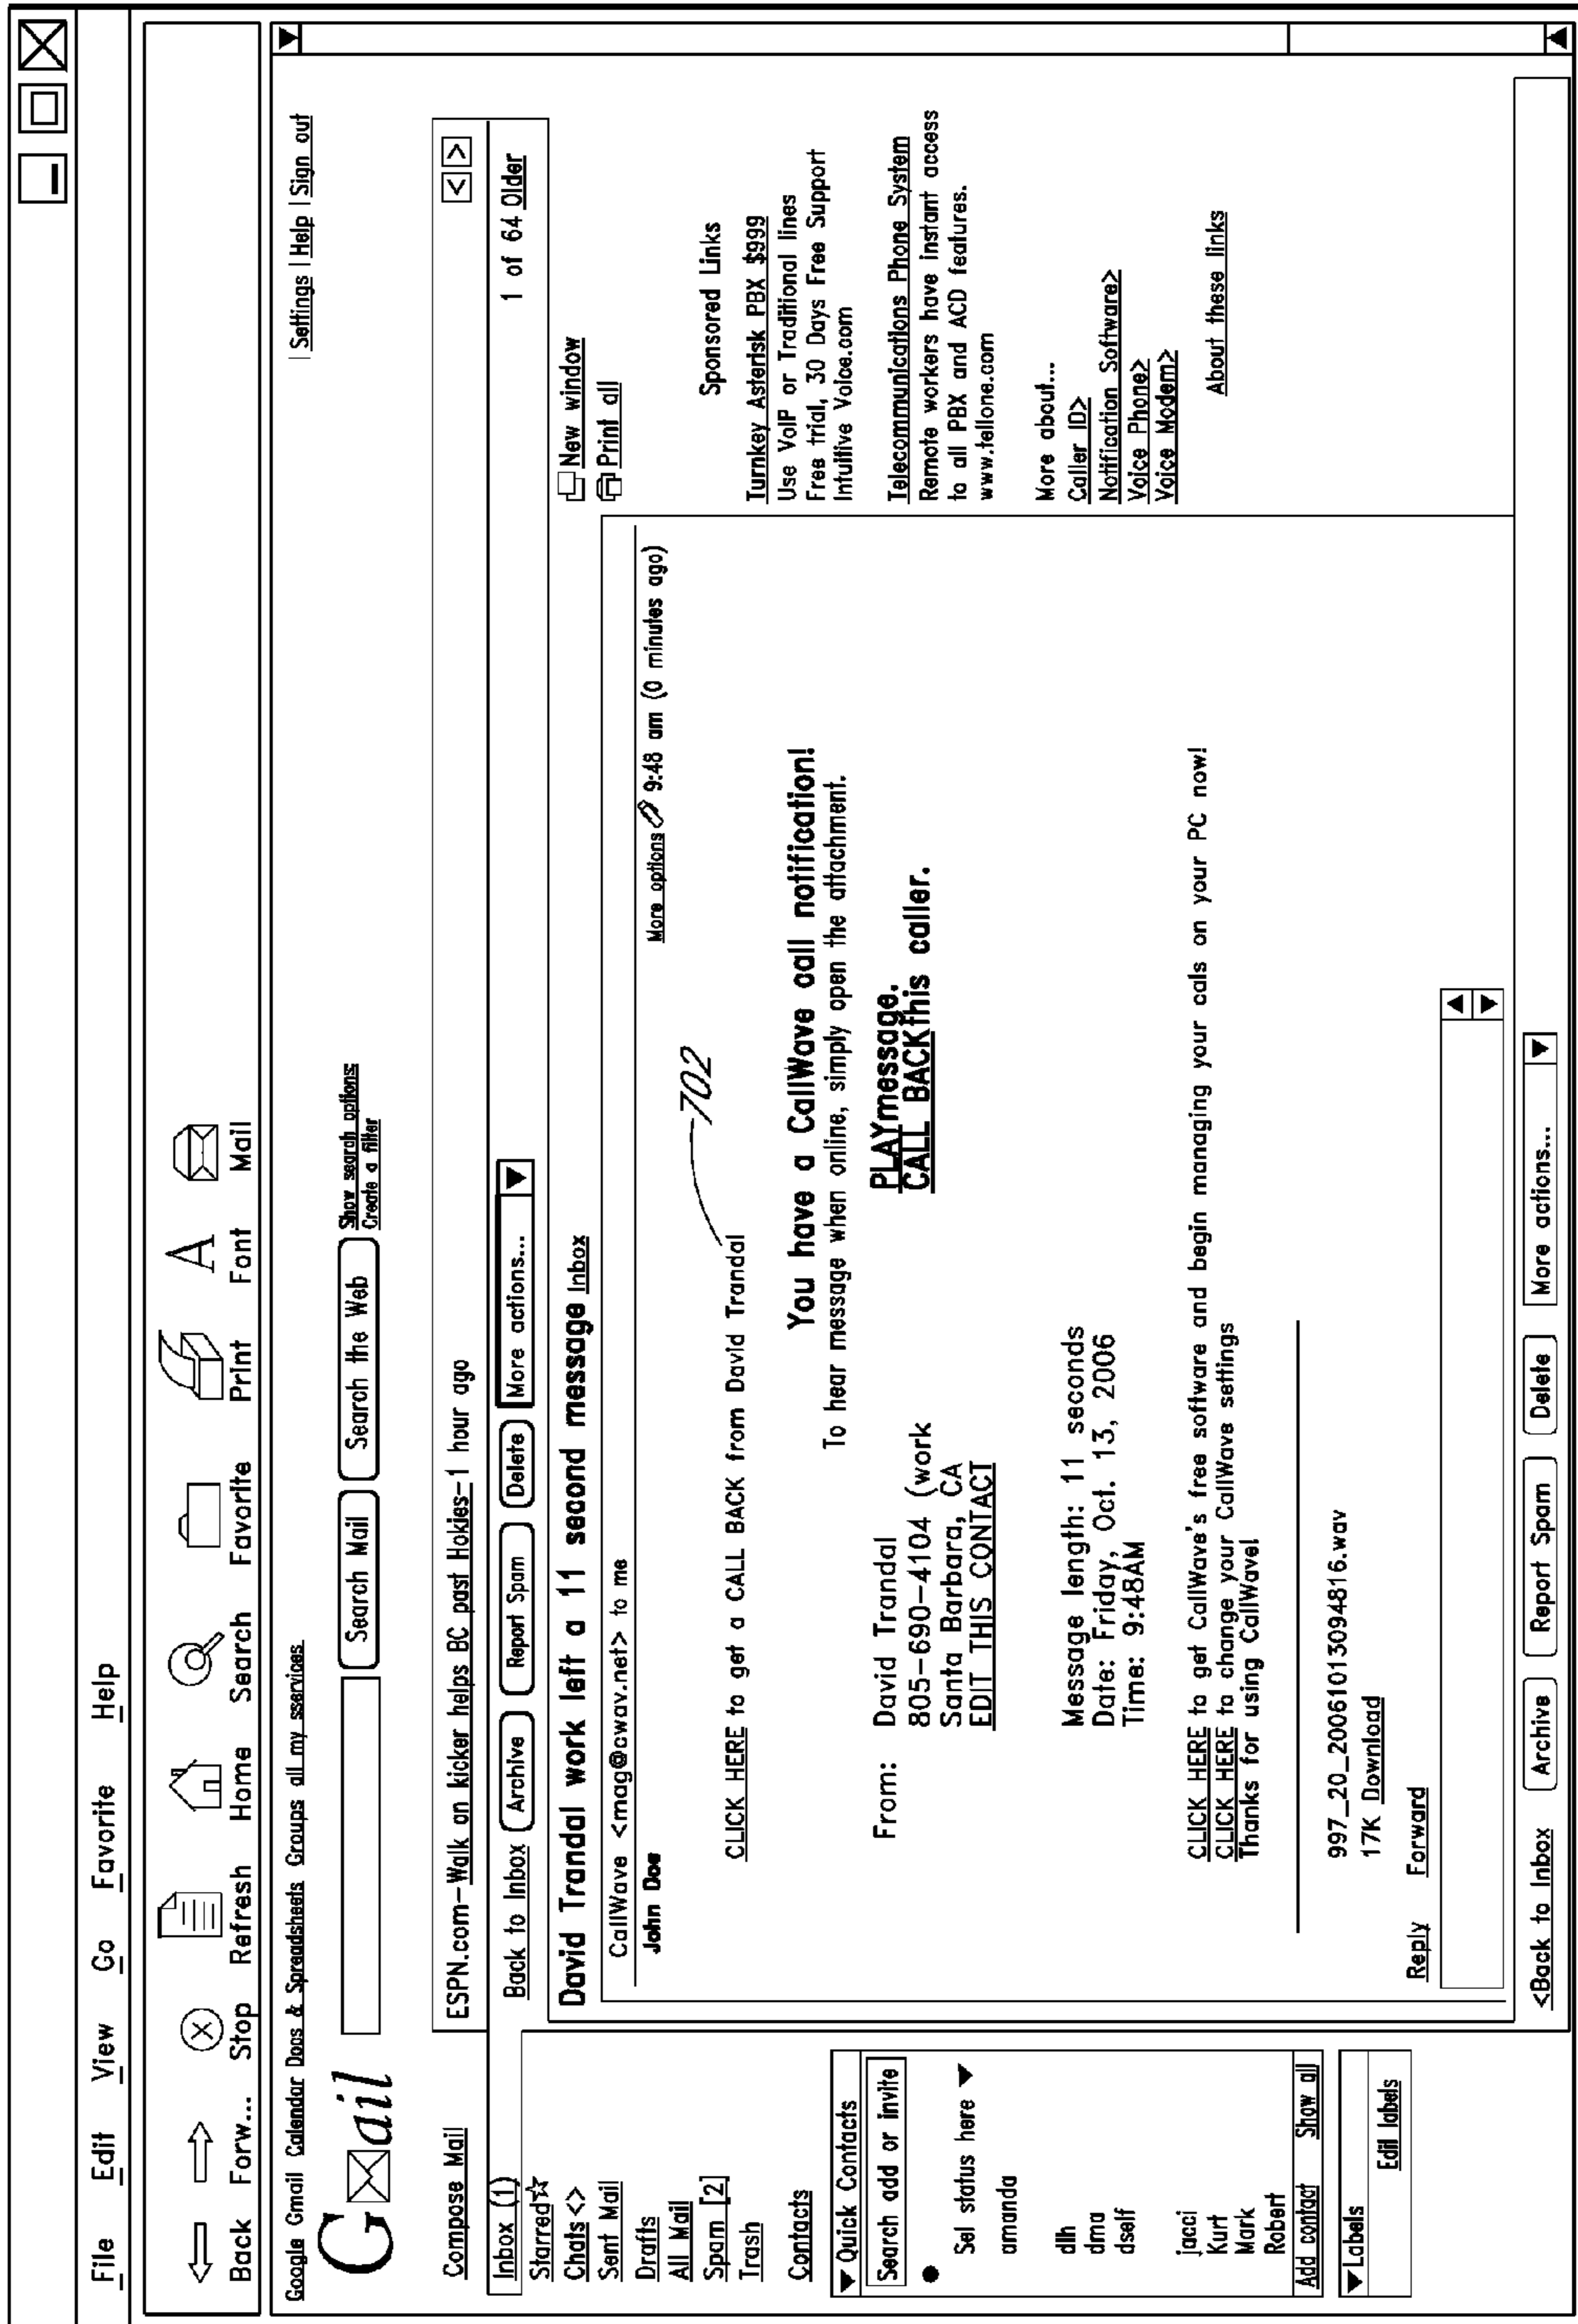 File Edit View Go Favorite Help
Back Forw... Stop Refresh Home Search Favorite Print Font Mail
Google Gmail Calendar Docs & Spreadsheets Groups all my sservices
| Settings | Help | Sign out
GMail
Search Mail Search the Web
Show search options:
Create a filter
Compose Mail
Inbox (1)
Starred☆
Chats<>
Sent Mail
Drafts
All Mail
Spam [2]
Trash
Contacts
▼ Quick Contacts
Search add or invite
Sel status here ▼
amanda
dlh
dma
dself
jacci
Kurt
Mark
Robert
Add contact Show all
▼Labels
Edil labels
ESPN.com—Walk on kicker helps BC past Hokies—1 hour ago < >
Back to Inbox Archive Report Spam Delete More actions... ▼ 1 of 64 Older
David Trandal work left a 11 second message Inbox
New window
Print all
CallWave <mag@cwav.net> to me
John Doe
More options 9:48 am (0 minutes ago)
702
CLICK HERE to get a CALL BACK from David Trandal
You have a CallWave call notification!
To hear message when online, simply open the attachment.
PLAYmessage.
CALL BACKthis caller.
From: David Trandal
805-690-4104 (work
Santa Barbara, CA
EDIT THIS CONTACT
Message length: 11 seconds
Date: Friday, Oct. 13, 2006
Time: 9:48AM
CLICK HERE to get CallWave's free software and begin managing your cals on your PC now!
CLICK HERE to change your CallWave settings
Thanks for using CallWave!
997_20_20061013094816.wav
17K Download
Reply Forward
Sponsored Links
Turnkey Asterisk PBX $999
Use VoIP or Traditional lines
Free trial, 30 Days Free Support
Intuitive Voice.com
Telecommunications Phone System
Remote workers have instant access
to all PBX and ACD features.
www.tellone.com
More about...
Caller ID>
Notification Software>
Voice Phone>
Voice Modem>
About these links
<Back to Inbox Archive Report Spam Delete More actions... ▼